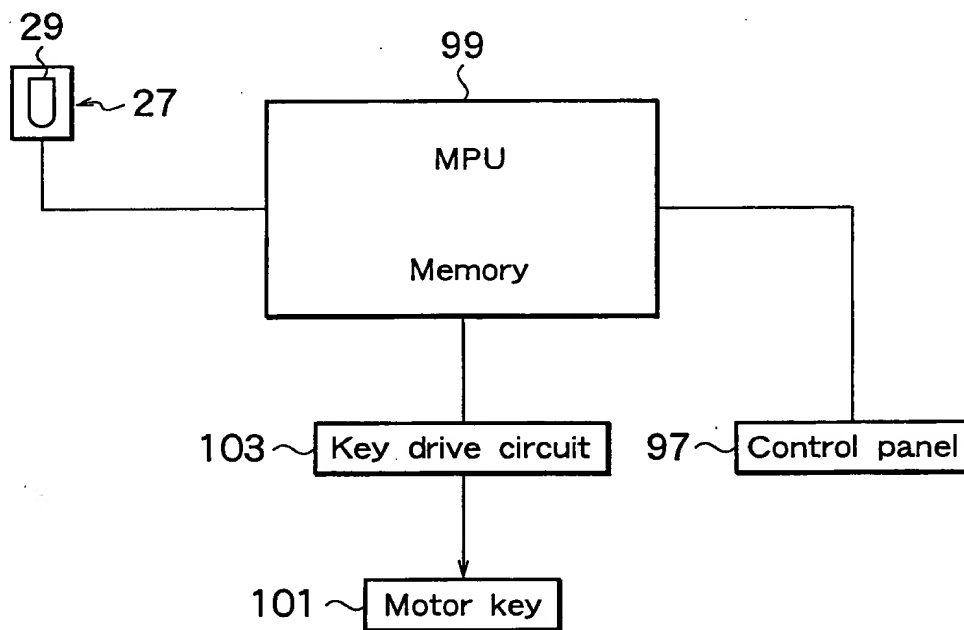 29
27
99
MPU
Memory
103 Key drive circuit
97 Control panel
101 Motor key